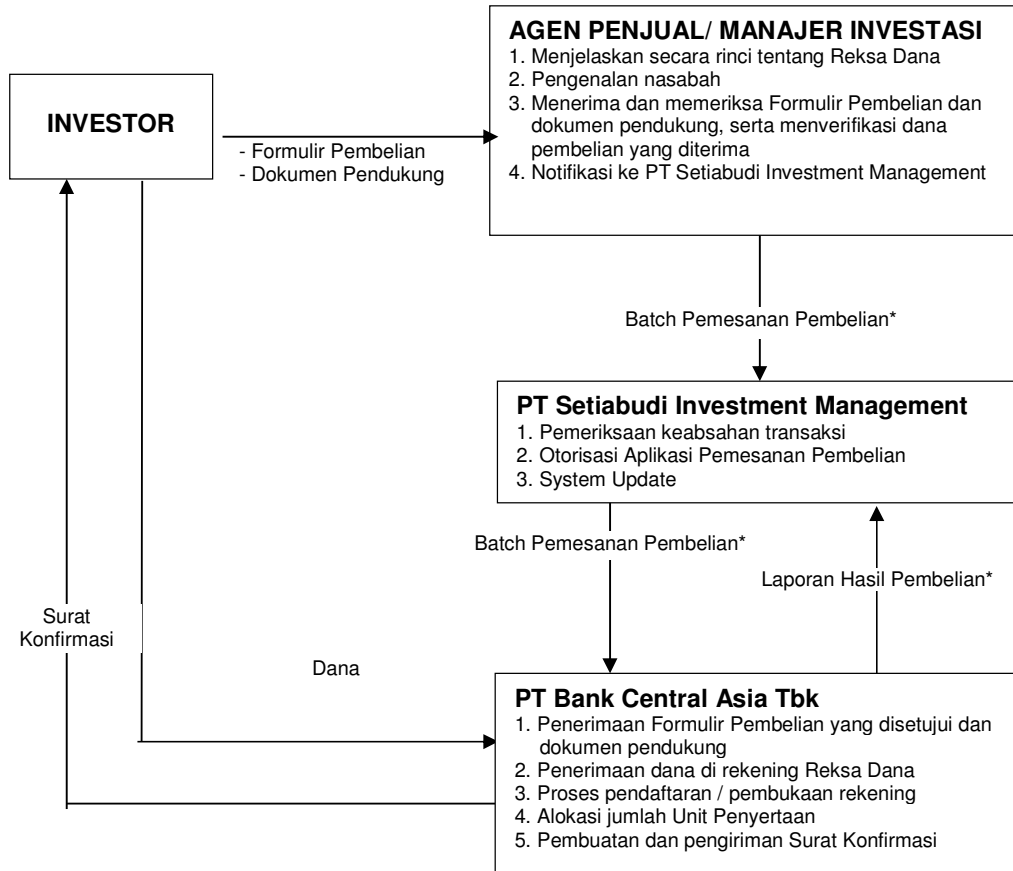 AGEN PENJUAL/ MANAJER INVESTASI
1. Menjelaskan secara rinci tentang Reksa Dana
2. Pengenalan nasabah
3. Menerima dan memeriksa Formulir Pembelian dan
dokumen pendukung, serta menverifikasi dana
pembelian yang diterima
4. Notifikasi ke PT Setiabudi Investment Management
INVESTOR
- Formulir Pembelian
- Dokumen Pendukung
Batch Pemesanan Pembelian*
PT Setiabudi Investment Management
1. Pemeriksaan keabsahan transaksi
2. Otorisasi Aplikasi Pemesanan Pembelian
3. System Update
Batch Pemesanan Pembelian*
Laporan Hasil Pembelian*
Surat
Konfirmasi
Dana
PT Bank Central Asia Tbk
1. Penerimaan Formulir Pembelian yang disetujui dan
dokumen pendukung
2. Penerimaan dana di rekening Reksa Dana
3. Proses pendaftaran / pembukaan rekening
4. Alokasi jumlah Unit Penyertaan
5. Pembuatan dan pengiriman Surat Konfirmasi